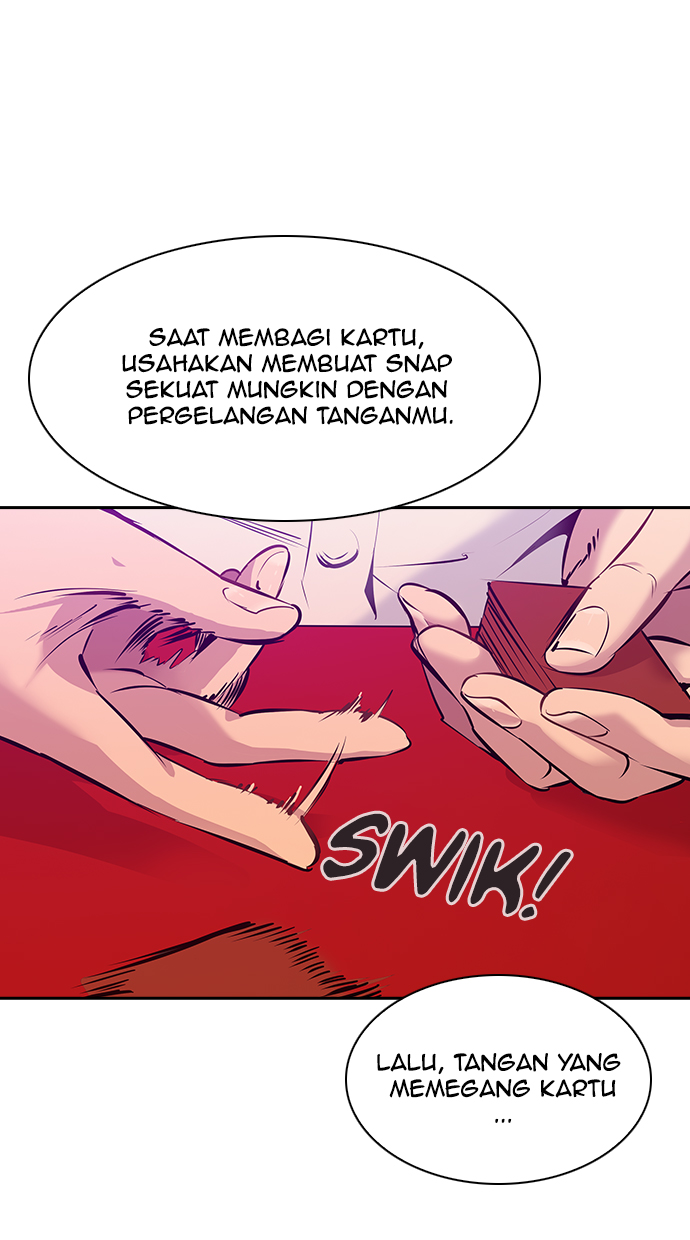 SAAT MEMBAGI KARTU,
USAHAKAN MEMBUAT SNAP
SEKUAT MUNGKIN DENGAN
PERGELANGAN TANGANMU.
SWIK!
LALU, TANGAN YANG
MEMEGANG KARTU
...